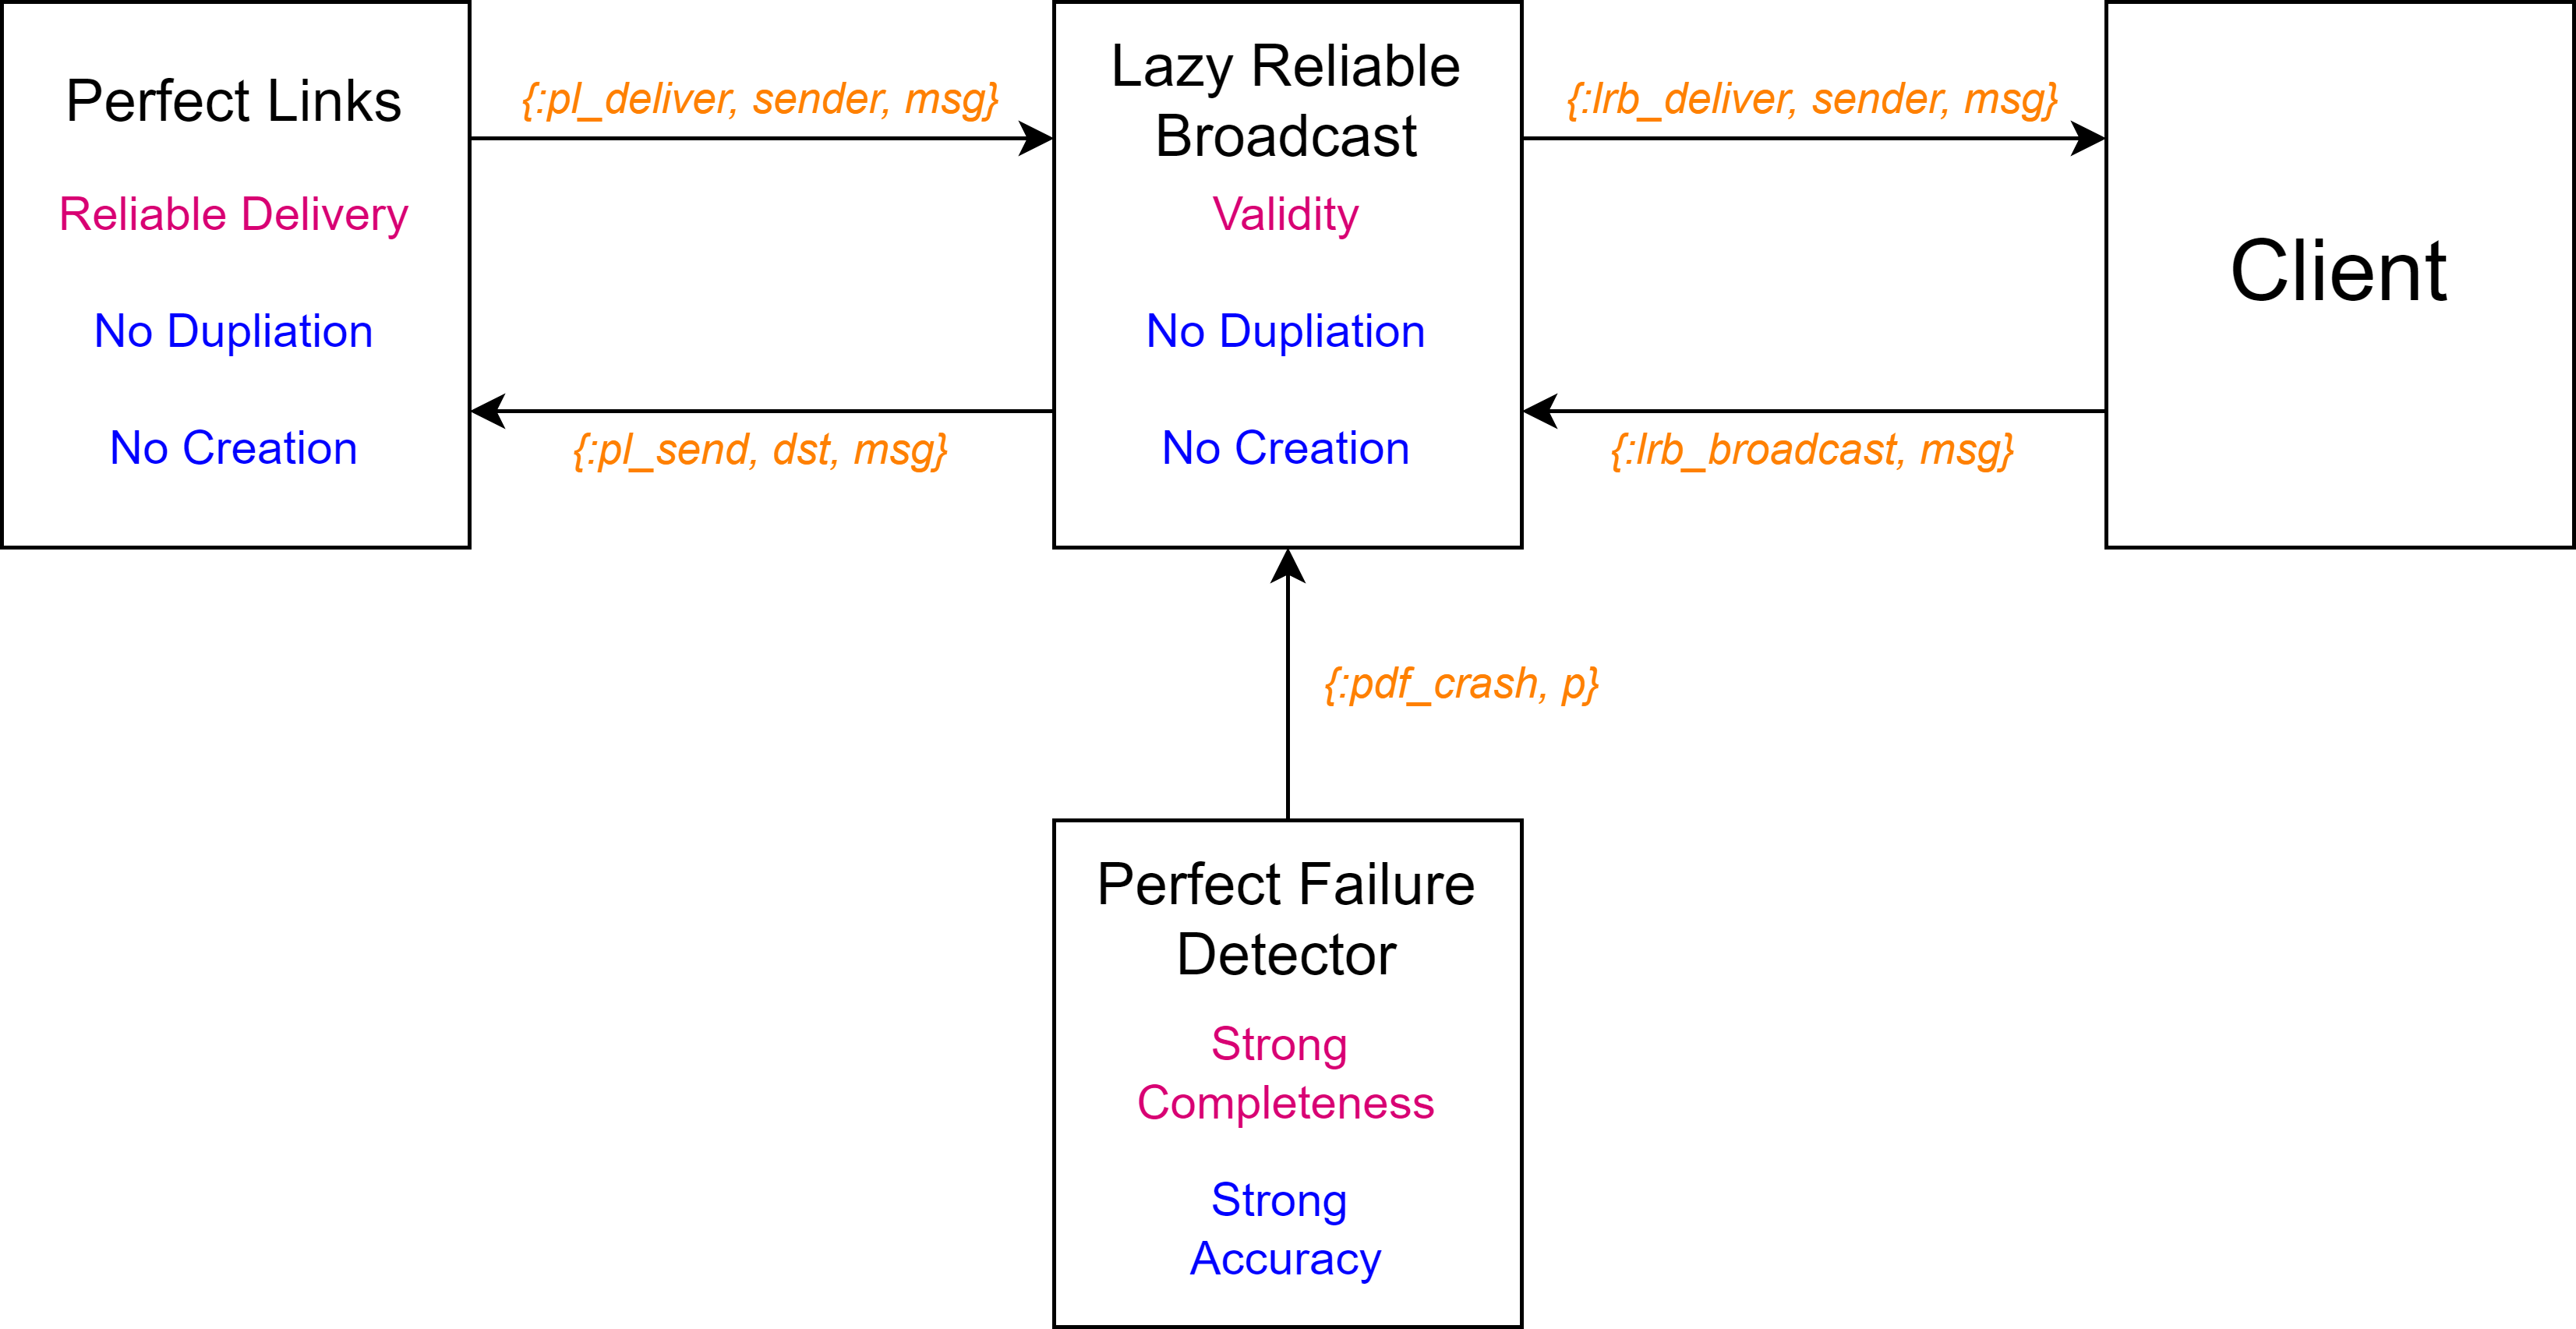 Perfect Links
Reliable Delivery
No Dupliation
No Creation
{:pl_deliver, sender, msg}
{:pl_send, dst, msg}
Lazy Reliable
Broadcast
Validity
No Dupliation
No Creation
{:lrb_deliver, sender, msg}
{:lrb_broadcast, msg}
Client
{:pdf_crash, p}
Perfect Failure
Detector
Strong
Completeness
Strong
Accuracy